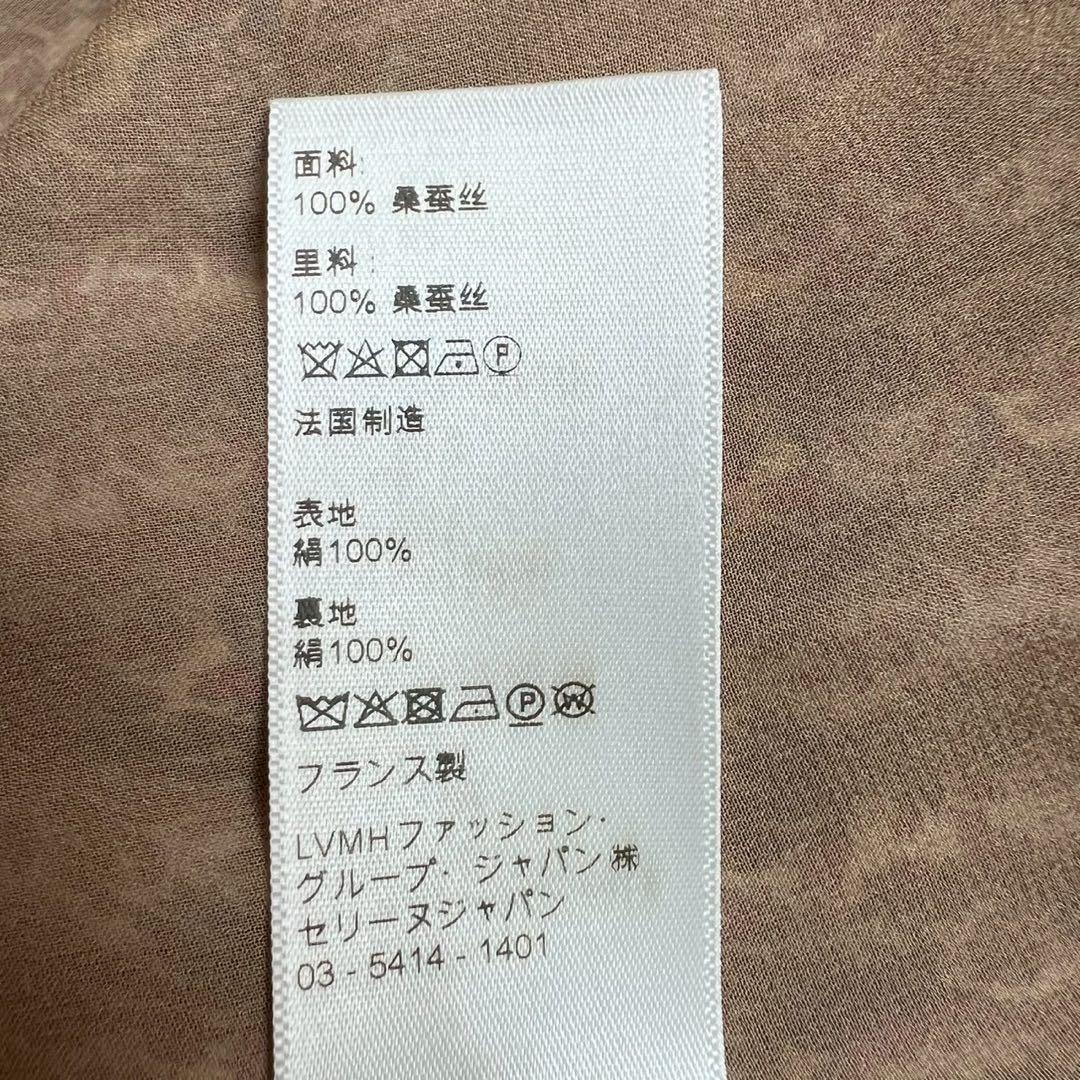 面料:
100% 桑蚕丝
里料:
100% 桑蚕丝
P
法国制造
表地
絹100%
裏地
絹100%
P W
フランス製
LVMHファッション・
グループ・ジャパン㈱
セリーヌジャパン
03 - 5414 - 1401